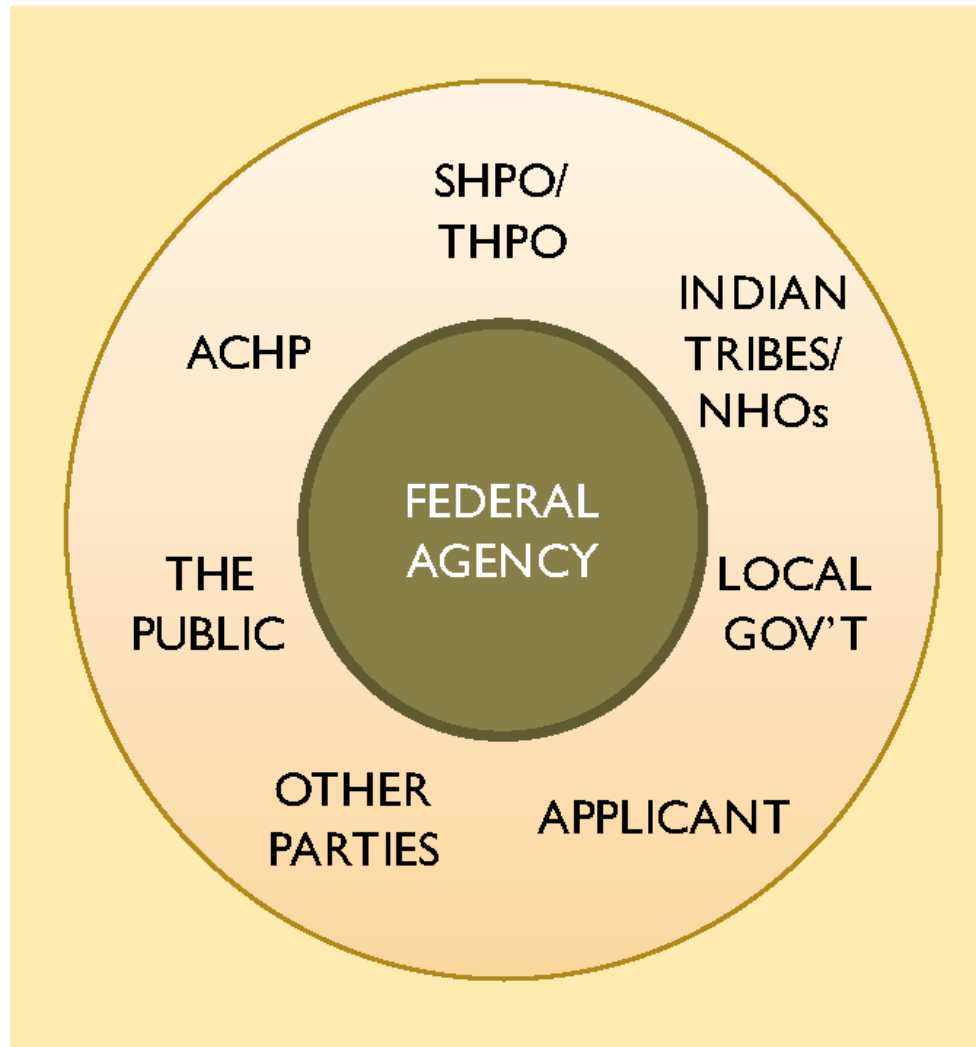 SHPO/
THPO
INDIAN
TRIBES/
NHOs
ACHP
FEDERAL
AGENCY
THE
PUBLIC
LOCAL
GOV'T
OTHER
PARTIES
APPLICANT